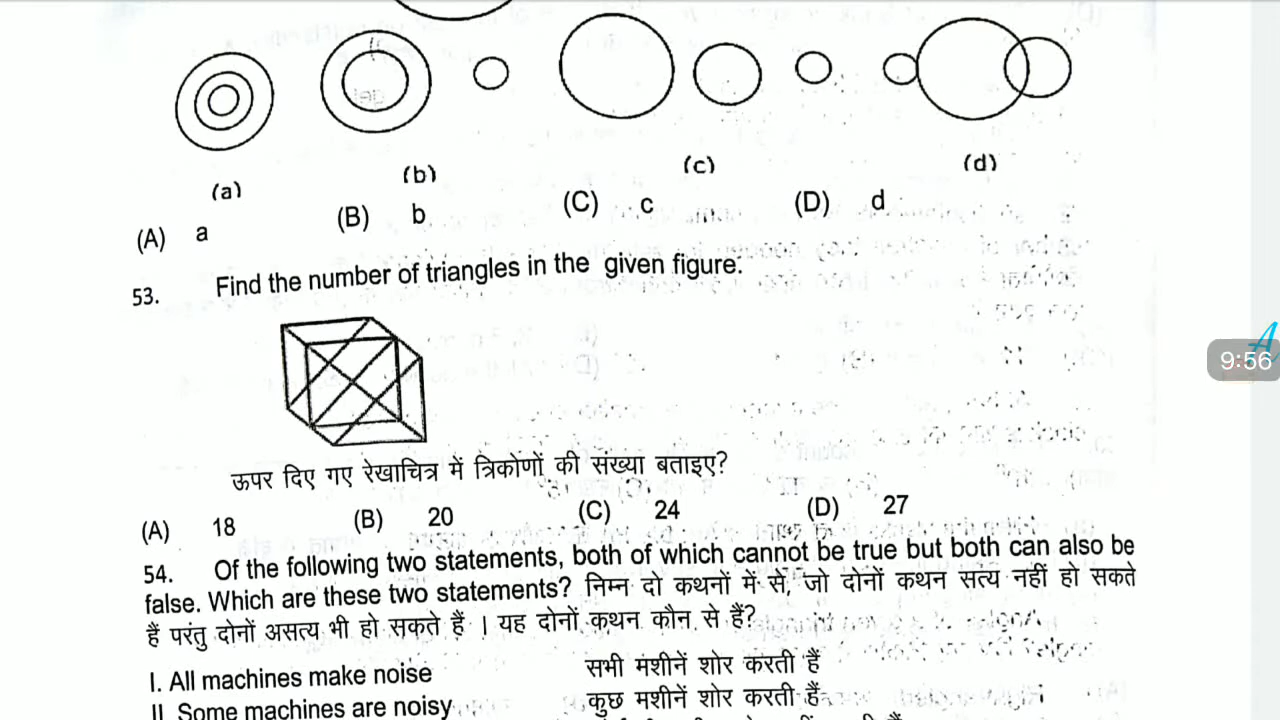 (a)
(b)
(c)
(d)
(A) a (B) b (C) c (D) d
53. Find the number of triangles in the given figure.
ऊपर दिए गए रेखाचित्र में त्रिकोणों की संख्या बताइए?
(A) 18 (B) 20 (C) 24 (D) 27
54. Of the following two statements, both of which cannot be true but both can also be
false. Which are these two statements? निम्न दो कथनों में से, जो दोनों कथन सत्य नहीं हो सकते
हैं परंतु दोनों असत्य भी हो सकते हैं । यह दोनों कथन कौन से हैं?
I. All machines make noise सभी मशीनें शोर करती हैं
II. Some machines are noisy कुछ मशीनें शोर करती हैं
9:56